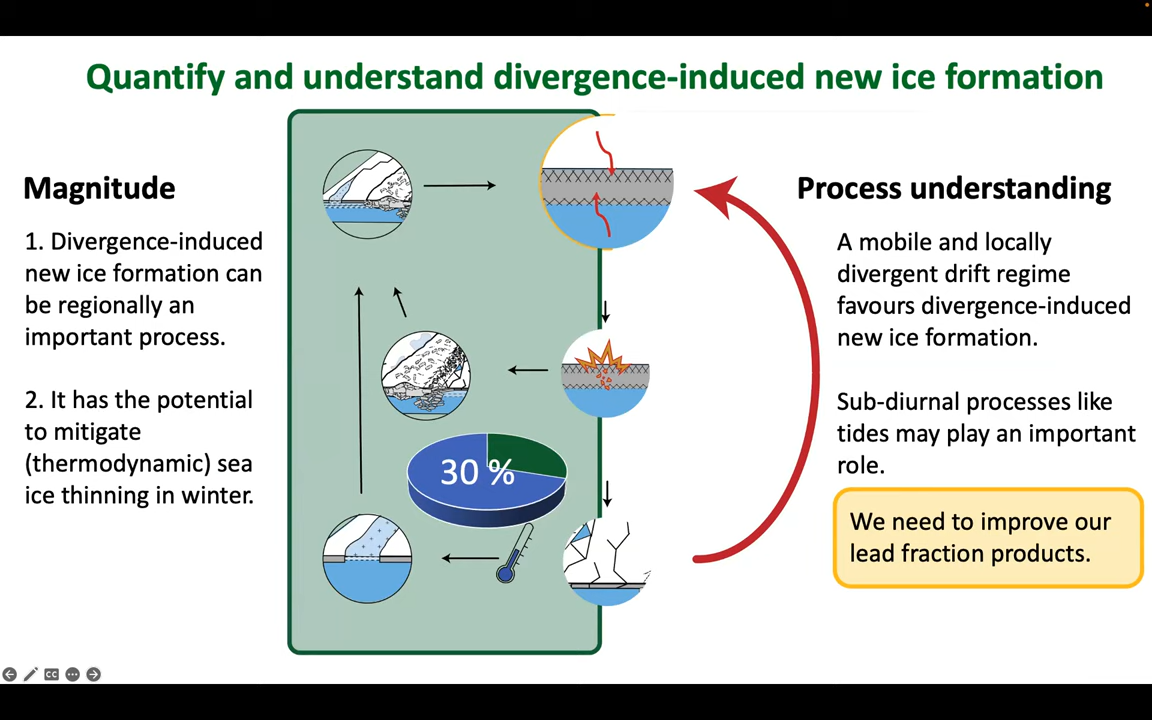 Quantify and understand divergence-induced new ice formation
Magnitude
1. Divergence-induced
new ice formation can
be regionally an
important process.
2. It has the potential
to mitigate
(thermodynamic) sea
ice thinning in winter.
30 %
Process understanding
A mobile and locally
divergent drift regime
favours divergence-induced
new ice formation.
Sub-diurnal processes like
tides may play an important
role.
We need to improve our
lead fraction products.
CC